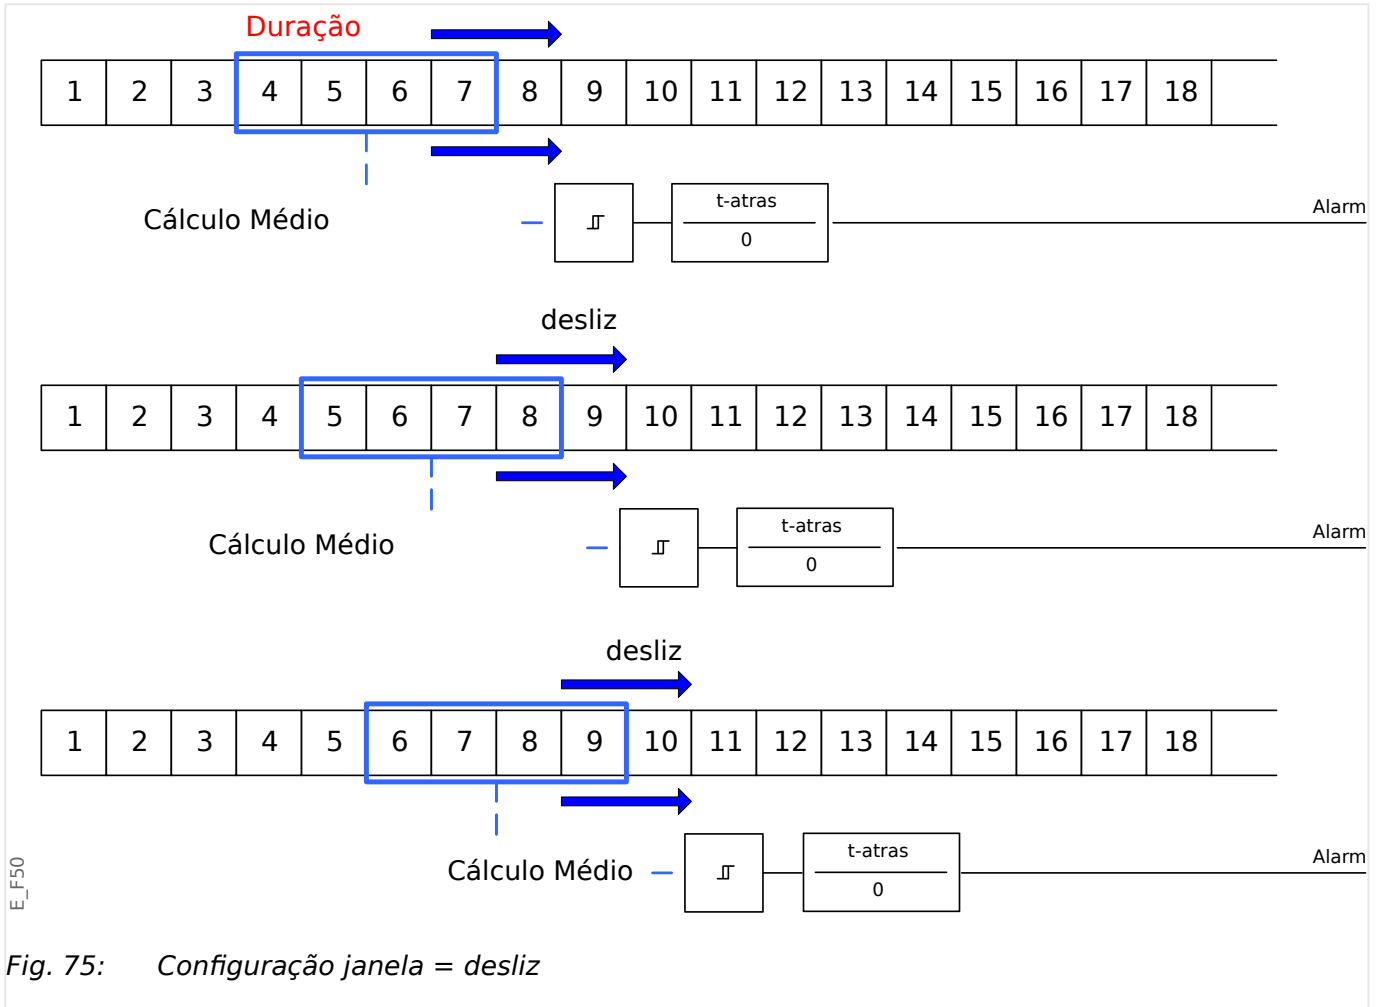 Duração
1 2 3 4 5 6 7 8 9 10 11 12 13 14 15 16 17 18
t-atras
Alarm
Cálculo Médio
0
desliz
1 2 3 4 5 6 7 8 9 10 11 12 13 14 15 16 17 18
t-atras
Alarm
Cálculo Médio
0
desliz
1 2 3 4 5 6 7 8 9 10 11 12 13 14 15 16 17 18
t-atras
Alarm
Cálculo Médio
0
E_F50
Fig. 75: Configuração janela = desliz